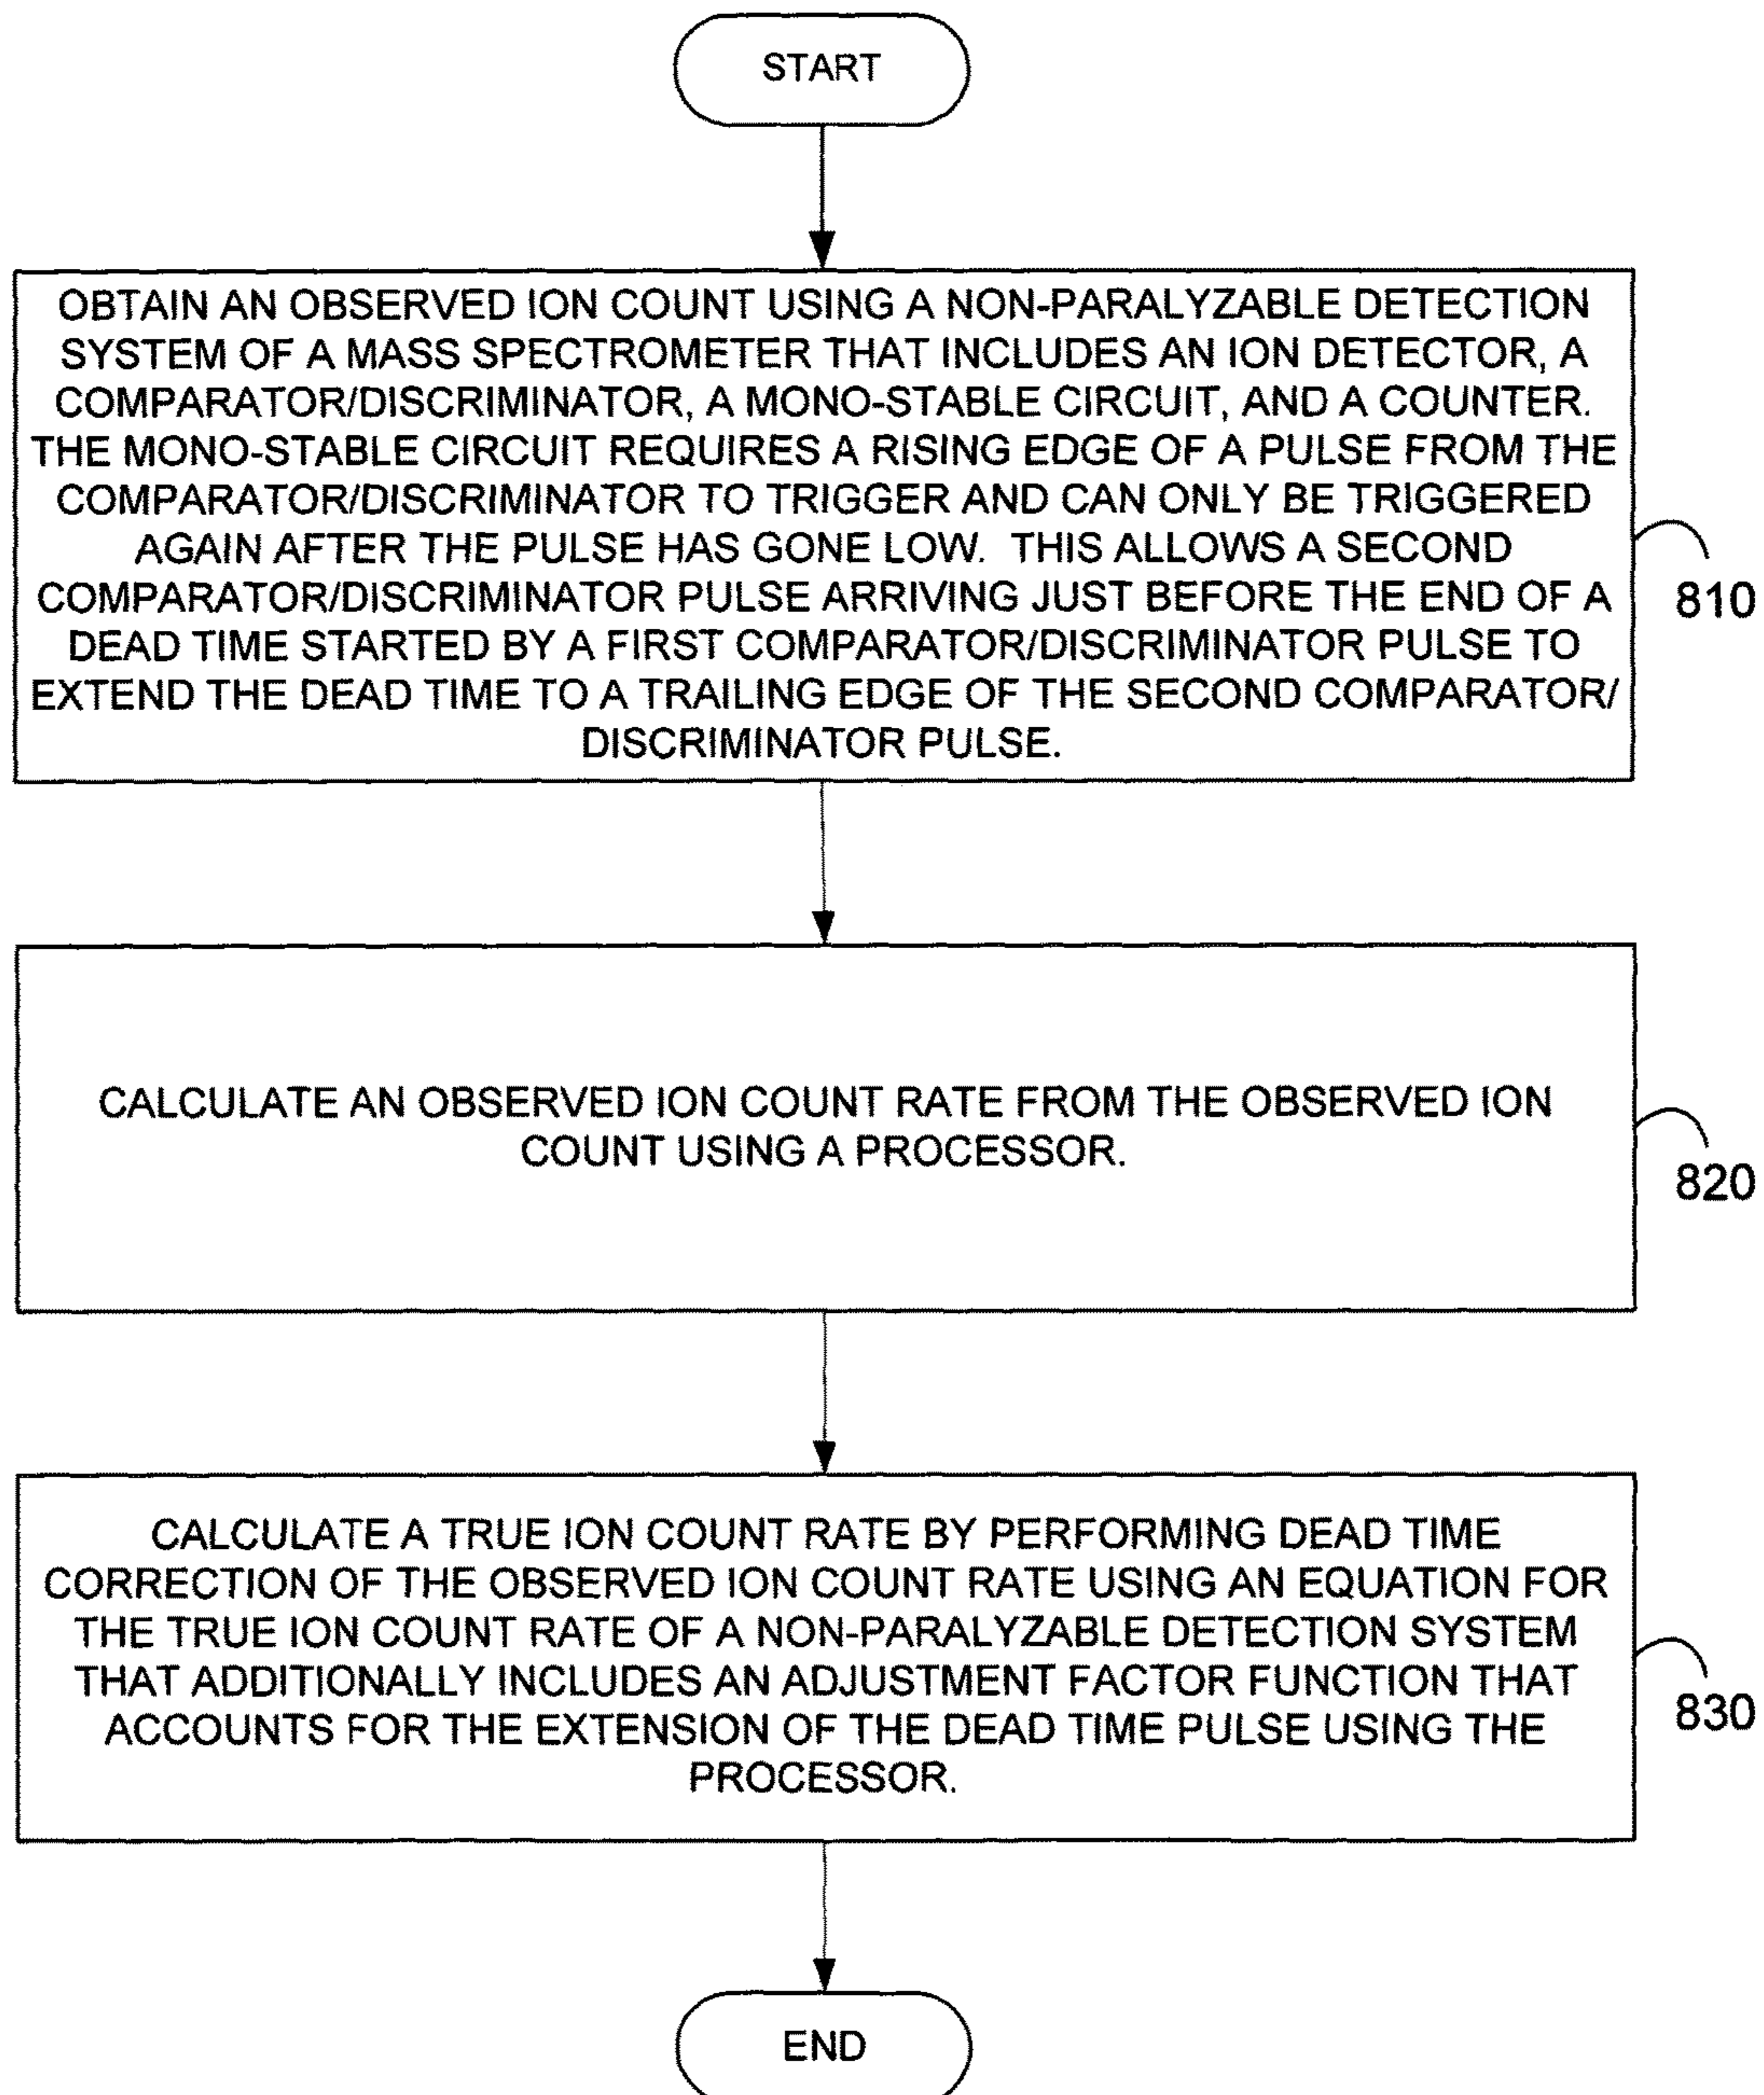 START
OBTAIN AN OBSERVED ION COUNT USING A NON-PARALYZABLE DETECTION
SYSTEM OF A MASS SPECTROMETER THAT INCLUDES AN ION DETECTOR, A
COMPARATOR/DISCRIMINATOR, A MONO-STABLE CIRCUIT, AND A COUNTER.
THE MONO-STABLE CIRCUIT REQUIRES A RISING EDGE OF A PULSE FROM THE
COMPARATOR/DISCRIMINATOR TO TRIGGER AND CAN ONLY BE TRIGGERED
AGAIN AFTER THE PULSE HAS GONE LOW. THIS ALLOWS A SECOND
COMPARATOR/DISCRIMINATOR PULSE ARRIVING JUST BEFORE THE END OF A
DEAD TIME STARTED BY A FIRST COMPARATOR/DISCRIMINATOR PULSE TO
EXTEND THE DEAD TIME TO A TRAILING EDGE OF THE SECOND COMPARATOR/
DISCRIMINATOR PULSE.
810
CALCULATE AN OBSERVED ION COUNT RATE FROM THE OBSERVED ION
COUNT USING A PROCESSOR.
820
CALCULATE A TRUE ION COUNT RATE BY PERFORMING DEAD TIME
CORRECTION OF THE OBSERVED ION COUNT RATE USING AN EQUATION FOR
THE TRUE ION COUNT RATE OF A NON-PARALYZABLE DETECTION SYSTEM
THAT ADDITIONALLY INCLUDES AN ADJUSTMENT FACTOR FUNCTION THAT
ACCOUNTS FOR THE EXTENSION OF THE DEAD TIME PULSE USING THE
PROCESSOR.
830
END